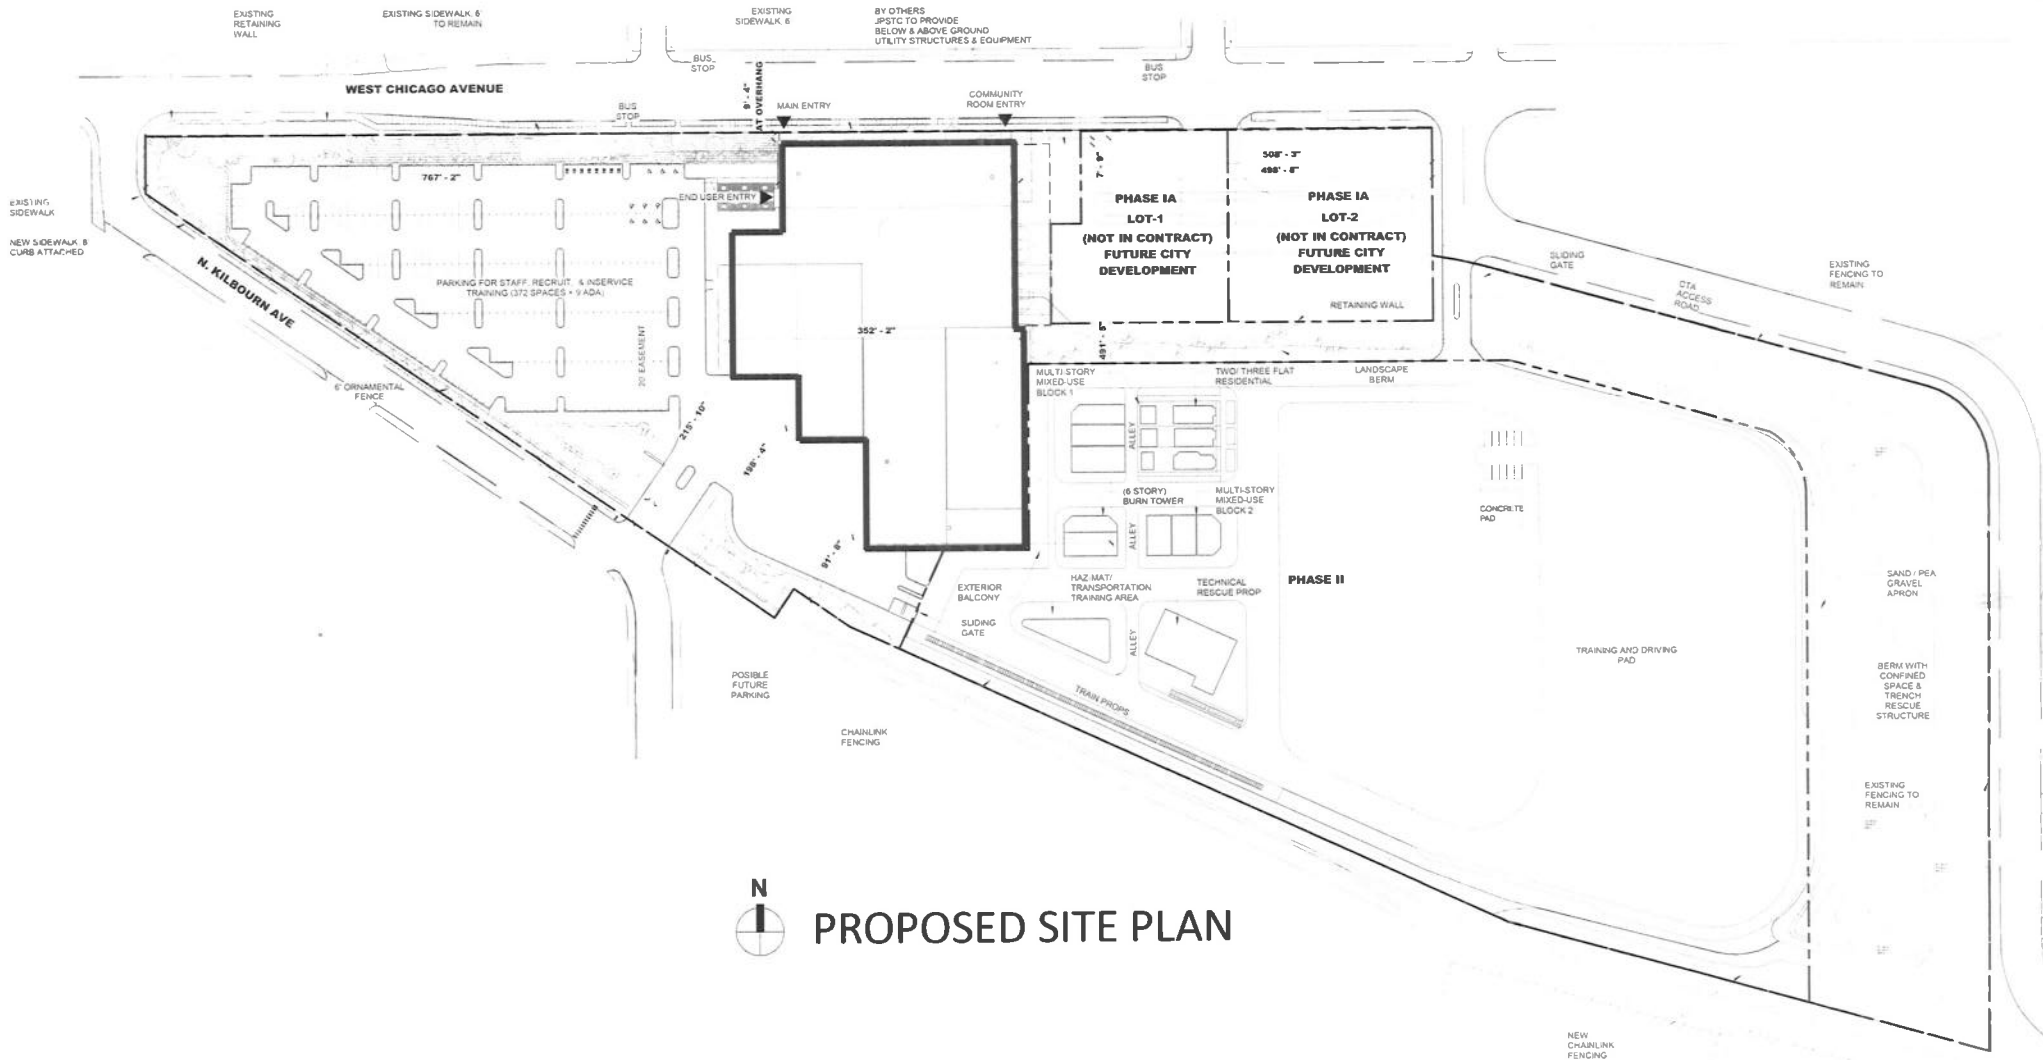 EXISTING
RETAINING
WALL
EXISTING SIDEWALK, 6'
TO REMAIN
EXISTING
SIDEWALK, 6
BY OTHERS
JPSTC TO PROVIDE
BELOW & ABOVE GROUND
UTILITY STRUCTURES & EQUIPMENT
BUS
STOP
BUS
STOP
WEST CHICAGO AVENUE
BUS
STOP
9' - 4"
AT OVERHANG
MAIN ENTRY
COMMUNITY
ROOM ENTRY
767' - 2"
END USER ENTRY
7' - 9"
508' - 3"
498' - 8"
PHASE IA
LOT-1
(NOT IN CONTRACT)
FUTURE CITY
DEVELOPMENT
PHASE IA
LOT-2
(NOT IN CONTRACT)
FUTURE CITY
DEVELOPMENT
EXISTING
SIDEWALK
NEW SIDEWALK, 8
CURB ATTACHED
N. KILBOURN AVE
PARKING FOR STAFF, RECRUIT, & INSERVICE
TRAINING (372 SPACES + 9 ADA)
SLIDING
GATE
CTA
ACCESS
ROAD
EXISTING
FENCING TO
REMAIN
RETAINING WALL
352' - 2"
491' - 5"
20' EASEMENT
6' ORNAMENTAL
FENCE
MULTI-STORY
MIXED-USE
BLOCK 1
TWO/ THREE FLAT
RESIDENTIAL
LANDSCAPE
BERM
215' - 10"
198' - 4"
ALLEY
(6 STORY)
BURN TOWER
MULTI-STORY
MIXED-USE
BLOCK 2
CONCRETE
PAD
ALLEY
91' - 8"
EXTERIOR
BALCONY
HAZ-MAT/
TRANSPORTATION
TRAINING AREA
TECHNICAL
RESCUE PROP
PHASE II
SAND / PEA
GRAVEL
APRON
SLIDING
GATE
ALLEY
TRAINING AND DRIVING
PAD
POSIBLE
FUTURE
PARKING
TRAIN PROPS
BERM WITH
CONFINED
SPACE &
TRENCH
RESCUE
STRUCTURE
CHAINLINK
FENCING
EXISTING
FENCING TO
REMAIN
N
PROPOSED SITE PLAN
NEW
CHAINLINK
FENCING